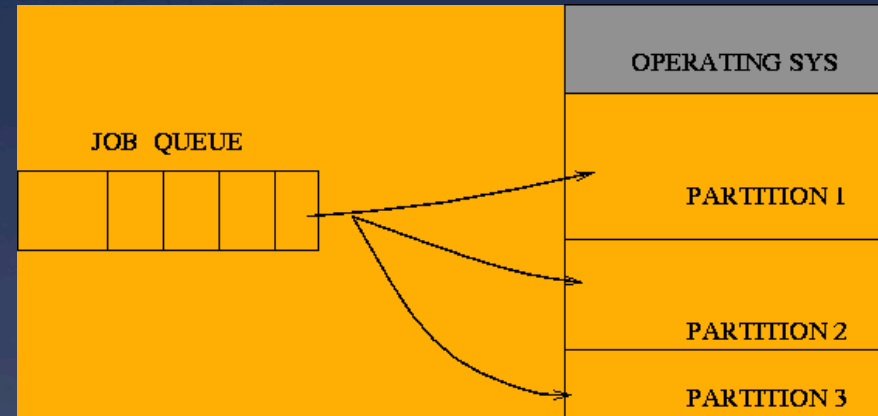 OPERATING SYS
JOB QUEUE
PARTITION 1
PARTITION 2
PARTITION 3